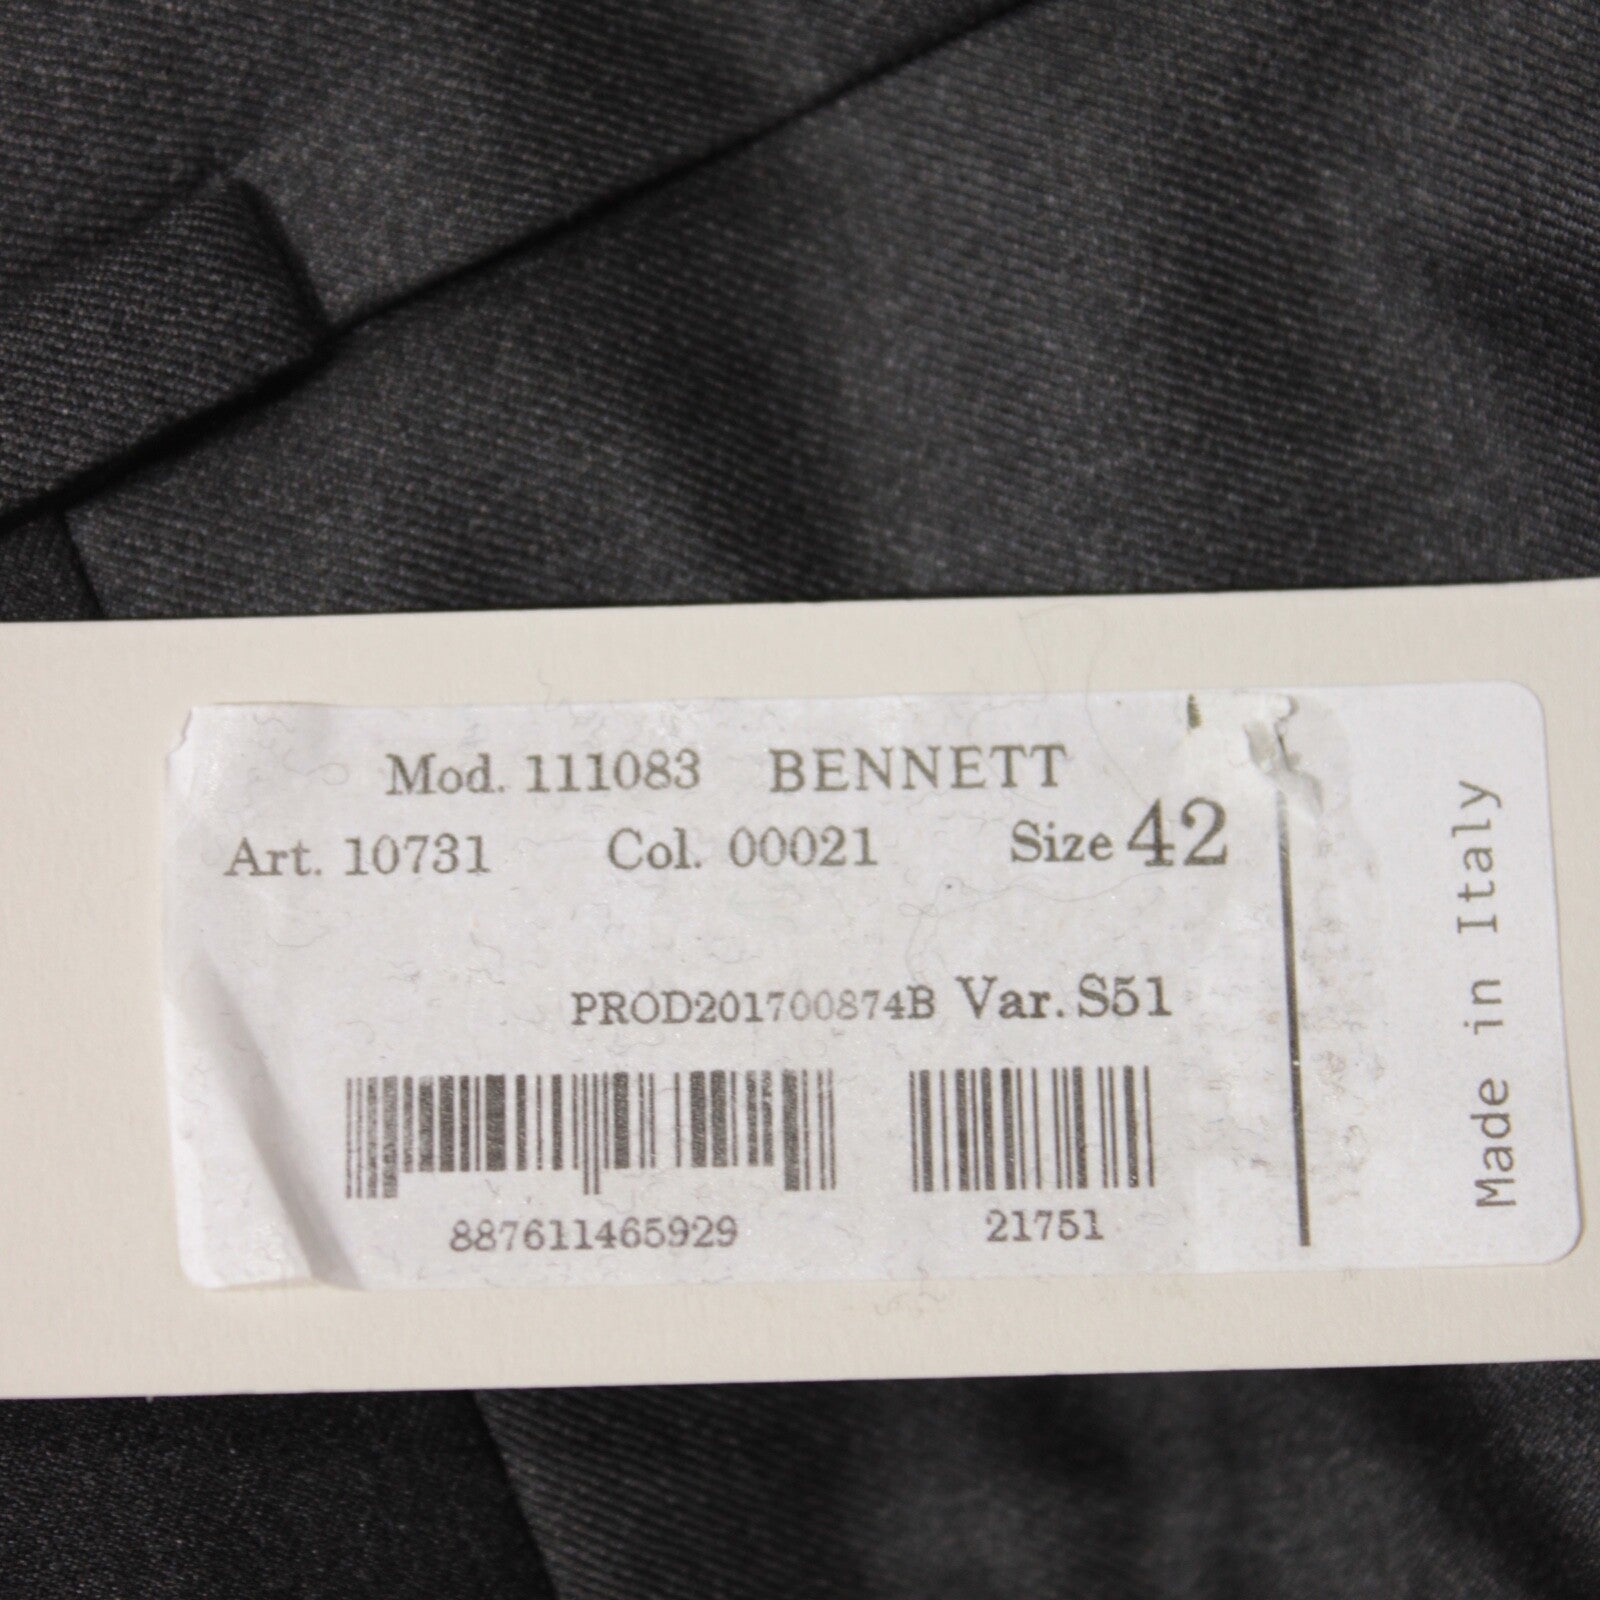 Mod. 111083 BENNETT
Art. 10731 Col. 00021 Size 42
PROD201700874B Var. S51
887611465929 21751
Made in Italy